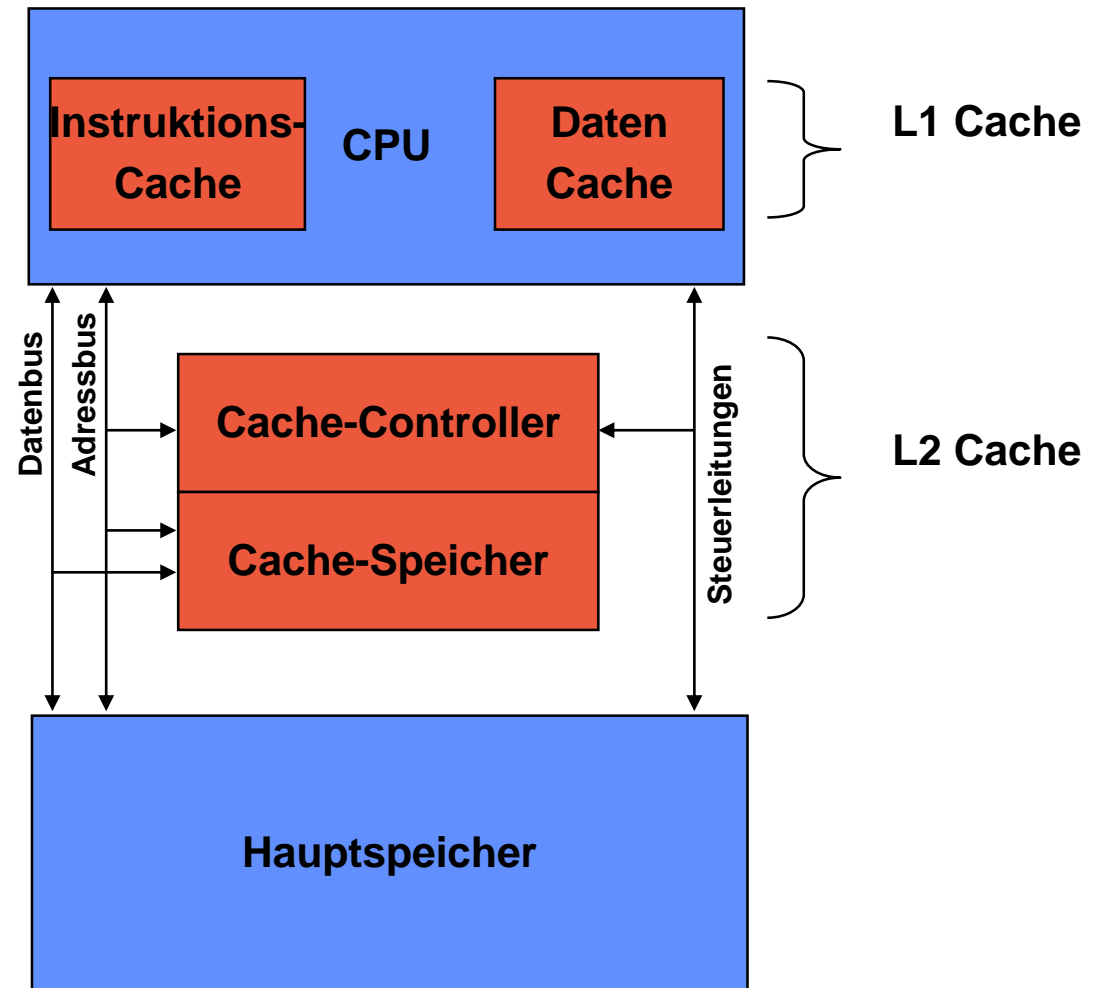 Instruktions-
Cache
CPU
Daten
Cache
L1 Cache
Datenbus
Adressbus
Cache-Controller
Cache-Speicher
Steuerleitungen
L2 Cache
Hauptspeicher